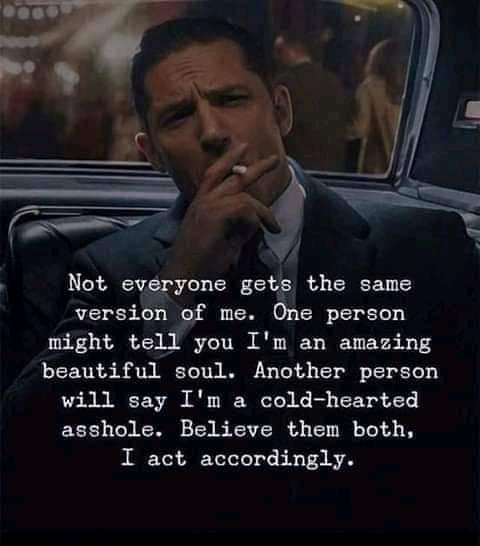 Not everyone gets the same
version of me. One person
might tell you I'm an amazing
beautiful soul. Another person
will say I'm a cold-hearted
asshole. Believe them both,
I act accordingly.